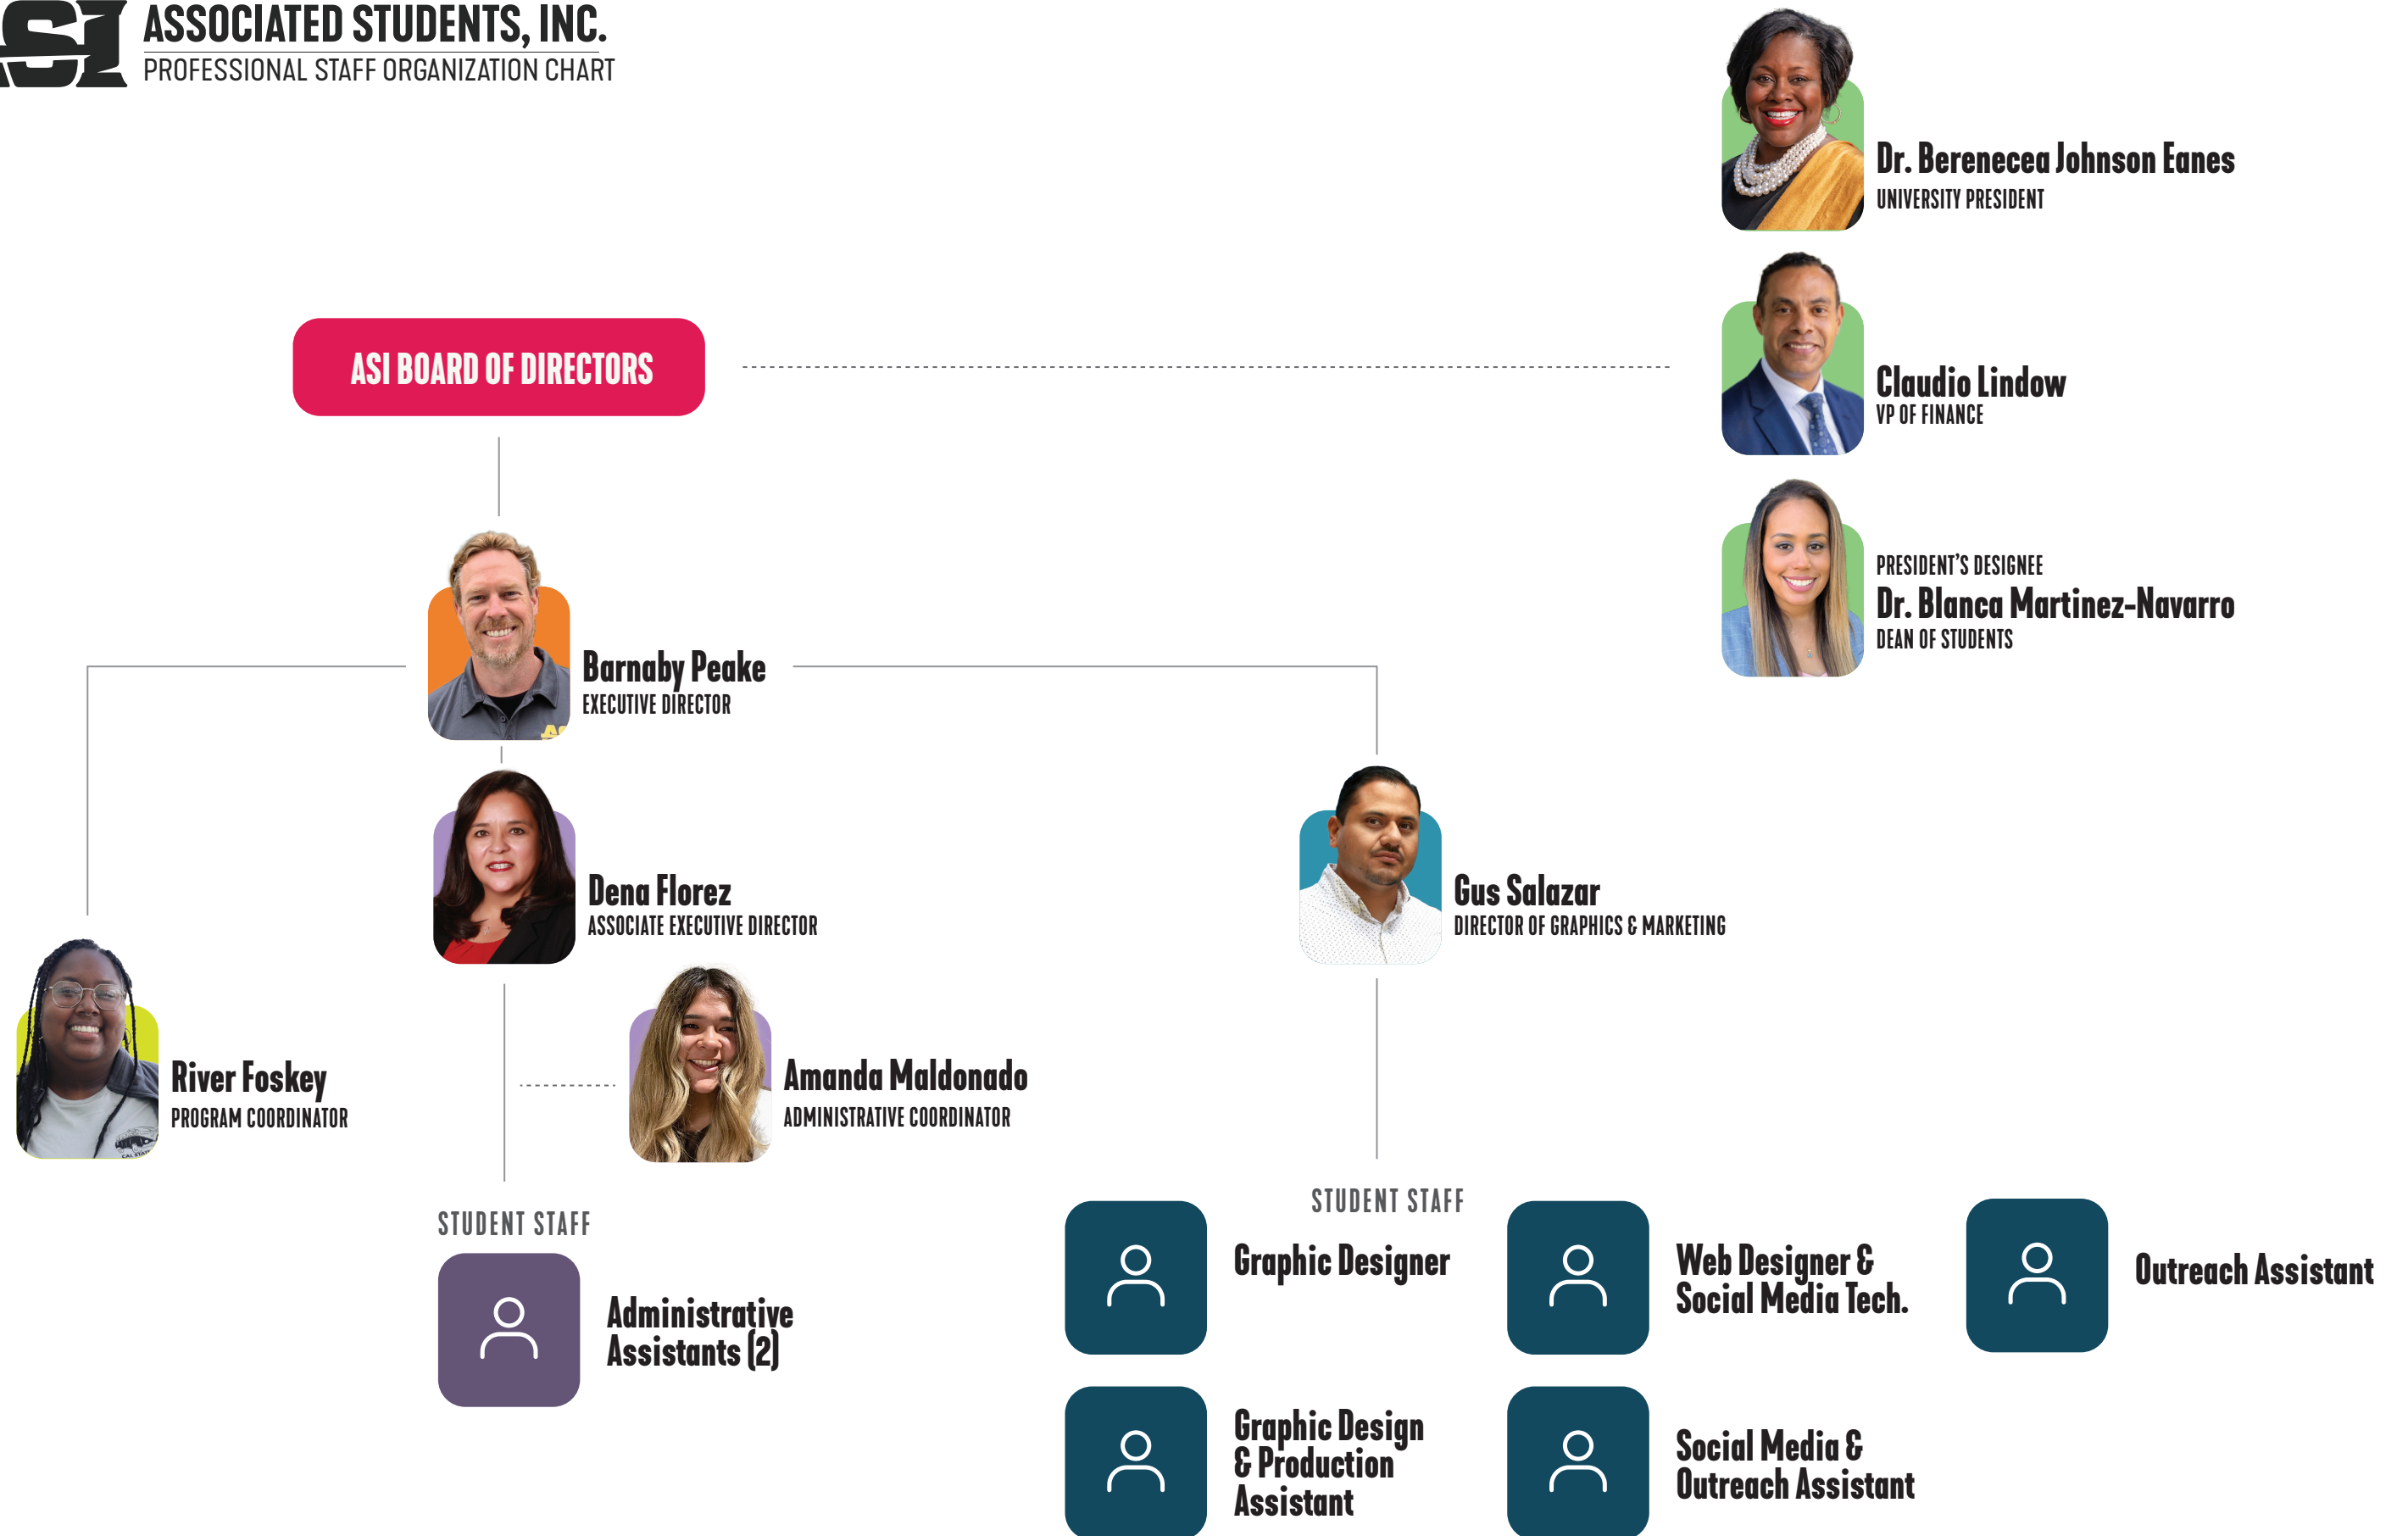 ASI
ASSOCIATED STUDENTS, INC.
PROFESSIONAL STAFF ORGANIZATION CHART
Dr. Berenecea Johnson Eanes
UNIVERSITY PRESIDENT
ASI BOARD OF DIRECTORS
Claudio Lindow
VP OF FINANCE
PRESIDENT'S DESIGNEE
Dr. Blanca Martinez-Navarro
DEAN OF STUDENTS
Barnaby Peake
EXECUTIVE DIRECTOR
Dena Florez
ASSOCIATE EXECUTIVE DIRECTOR
Gus Salazar
DIRECTOR OF GRAPHICS & MARKETING
River Foskey
PROGRAM COORDINATOR
CAL STATE
Amanda Maldonado
ADMINISTRATIVE COORDINATOR
STUDENT STAFF
Administrative
Assistants (2)
STUDENT STAFF
Graphic Designer
Web Designer &
Social Media Tech.
Outreach Assistant
Graphic Design
& Production
Assistant
Social Media &
Outreach Assistant